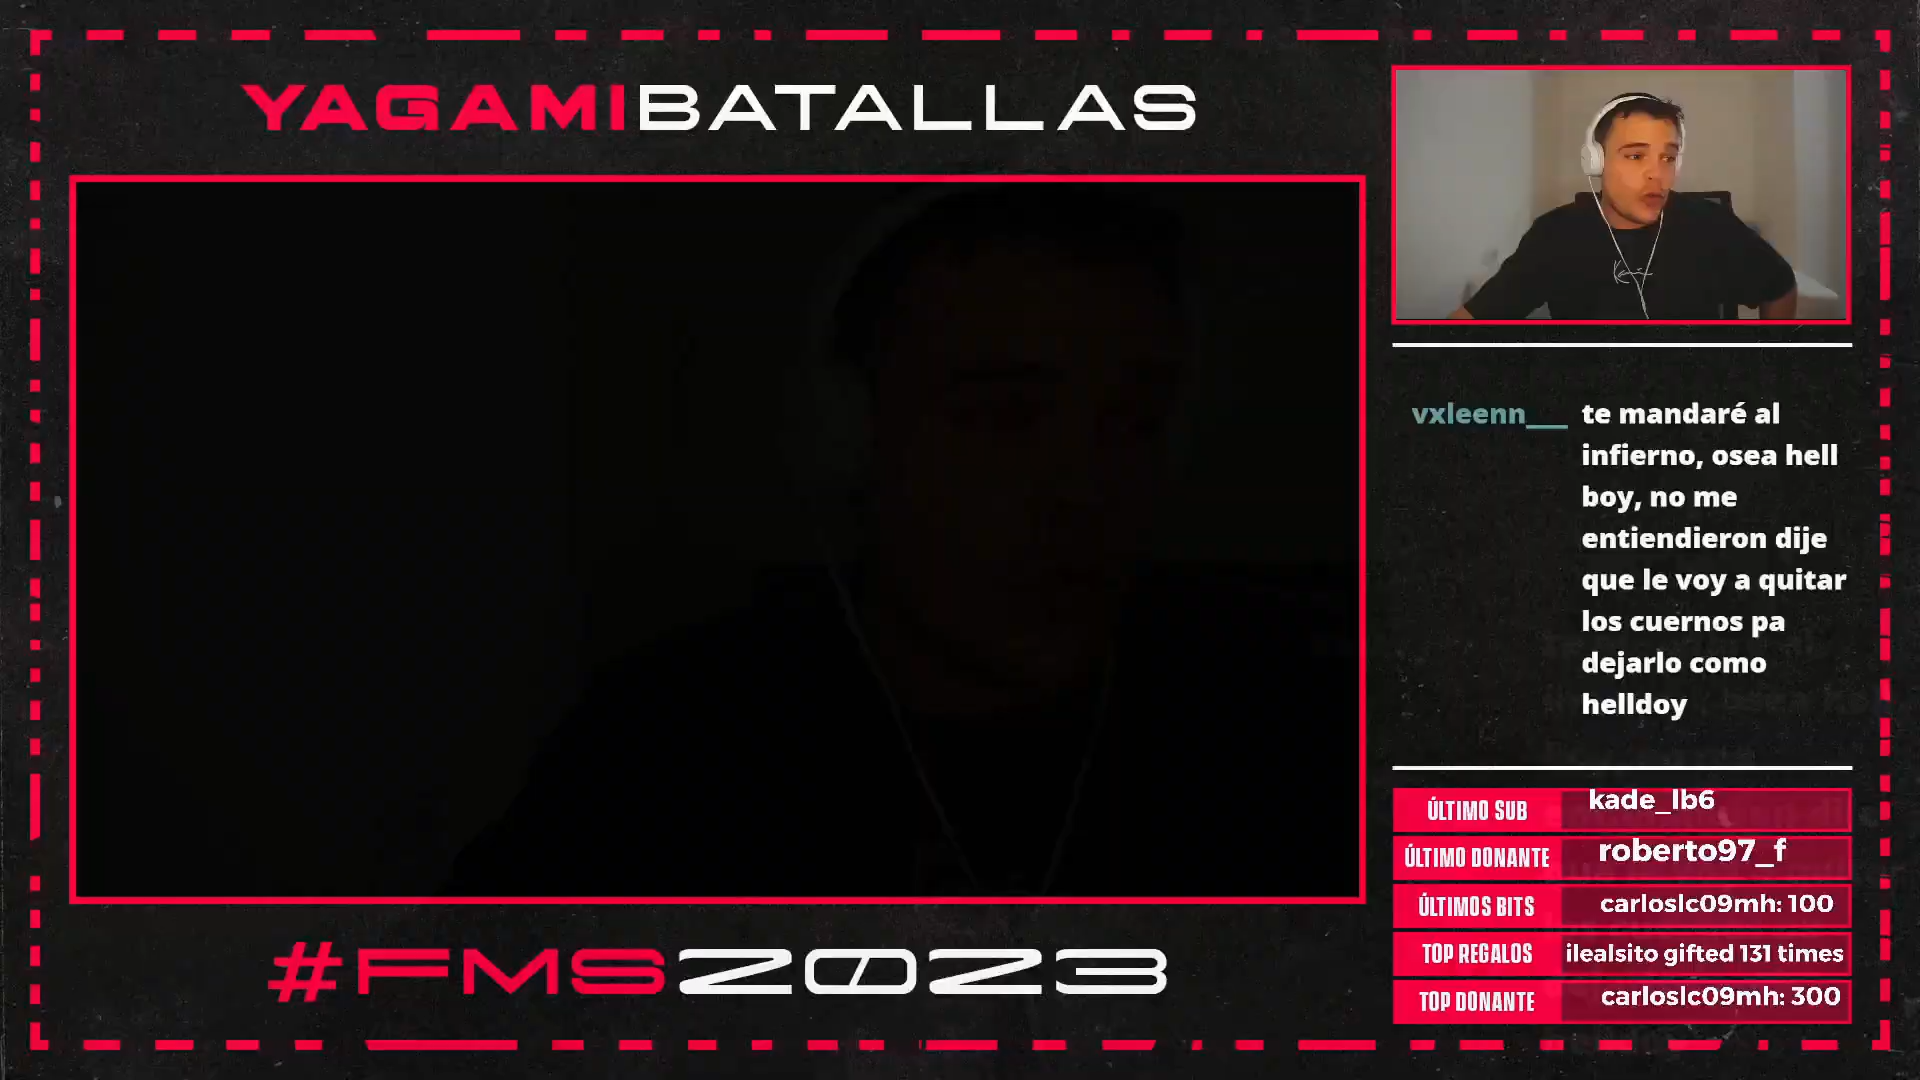 YAGAMIBATALLAS
vxleenn___ te mandaré al
infierno, osea hell
boy, no me
entiendieron dije
que le voy a quitar
los cuernos pa
dejarlo como
helldoy
ÚLTIMO SUB kade_lb6
ÚLTIMO DONANTE roberto97_f
ÚLTIMOS BITS carloslc09mh: 100
TOP REGALOS ilealsito gifted 131 times
TOP DONANTE carloslc09mh: 300
#FMS2023